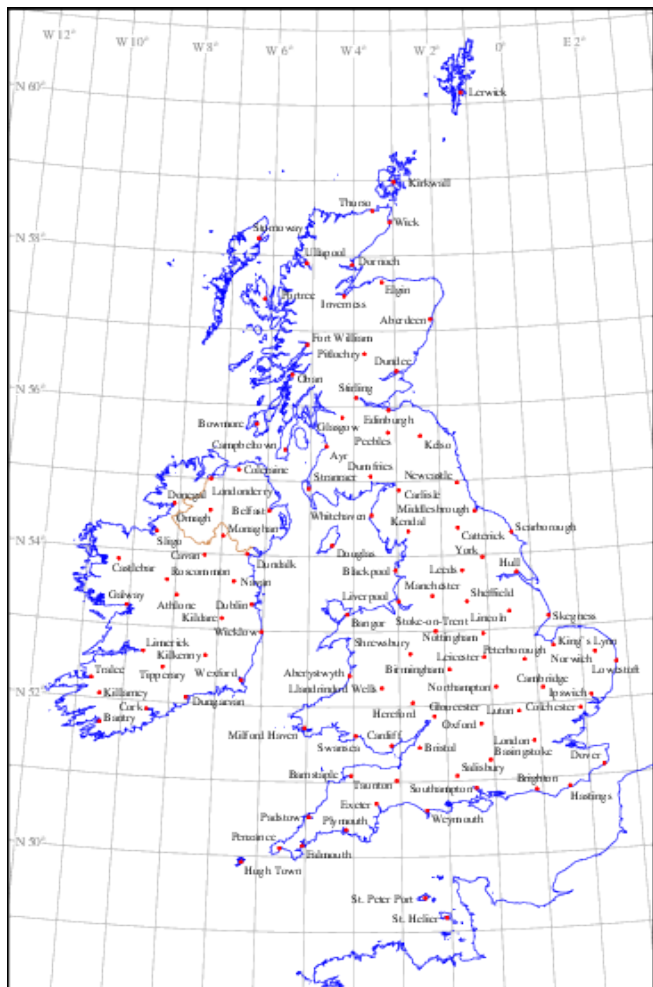 W 12° W 10° W 8° W 6° W 4° W 2° 0° E 2°
N 60°
Lerwick
Kirkwall
Thurso
Wick
N 58°
Stornoway
Ullapool
Dornoch
Elgin
Portree
Inverness
Aberdeen
Fort William
Pitlochry
Dundee
N 56°
Oban
Stirling
Bowmore
Edinburgh
Glasgow
Peebles
Kelso
Campbeltown
Ayr
Coleraine
Dumfries
Stranraer
Newcastle
Donegal
Londonderry
Carlisle
Whitehaven
Middlesbrough
Omagh
Belfast
Kendal
Catterick
Scarborough
Monaghan
N 54°
Sligo
Cavan
Douglas
York
Castlebar
Dundalk
Roscommon
Navan
Blackpool
Leeds
Hull
Galway
Athlone
Dublin
Liverpool
Manchester
Sheffield
Kildare
Bangor
Stoke-on-Trent
Lincoln
Skegness
Wicklow
Nottingham
Limerick
Kilkenny
Shrewsbury
Leicester
Peterborough
King's Lynn
Norwich
Tralee
Tipperary
Wexford
Aberystwyth
Birmingham
Lowestoft
N 52°
Killarney
Llandrindod Wells
Northampton
Cambridge
Ipswich
Dungarvan
Cork
Bantry
Hereford
Gloucester
Luton
Colchester
Oxford
Milford Haven
Cardiff
Swansea
Bristol
London
Basingstoke
Dover
Barnstaple
Taunton
Salisbury
Southampton
Brighton
Hastings
Exeter
Padstow
Plymouth
Weymouth
N 50°
Penzance
Falmouth
Hugh Town
St. Peter Port
St. Helier